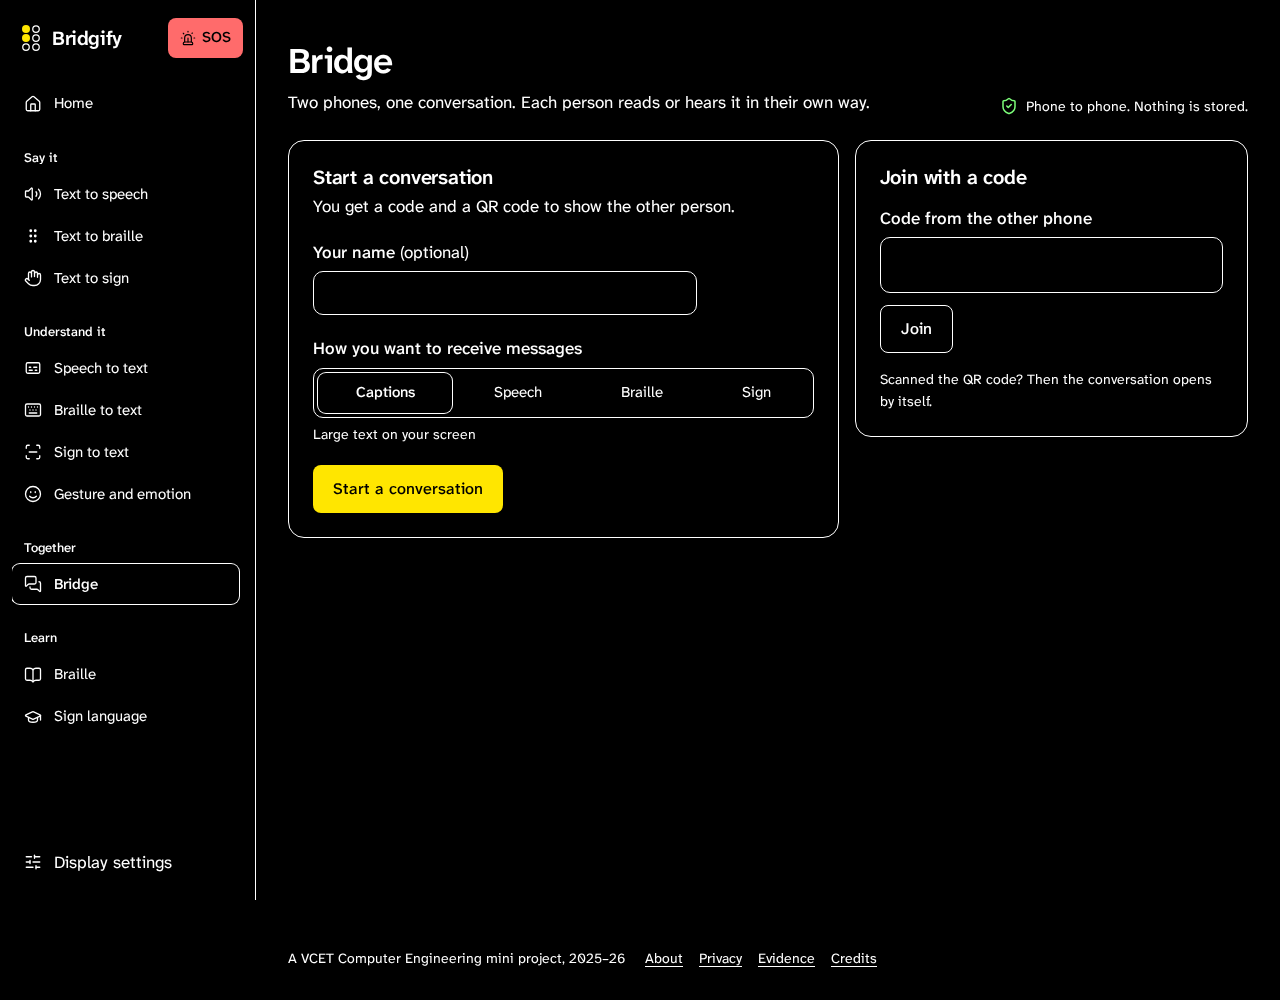 Bridgify
SOS
Home
Say it
Text to speech
Text to braille
Text to sign
Understand it
Speech to text
Braille to text
Sign to text
Gesture and emotion
Together
Bridge
Learn
Braille
Sign language
Display settings
Bridge
Two phones, one conversation. Each person reads or hears it in their own way.
Phone to phone. Nothing is stored.
Start a conversation
You get a code and a QR code to show the other person.
Your name (optional)
How you want to receive messages
Captions Speech Braille Sign
Large text on your screen
Start a conversation
Join with a code
Code from the other phone
Join
Scanned the QR code? Then the conversation opens
by itself.
A VCET Computer Engineering mini project, 2025–26 About Privacy Evidence Credits